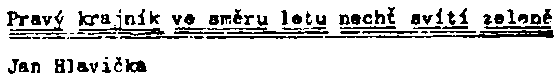 Pravý krajník ve směru letu nechť svítí zeleně
Jan Hlavička